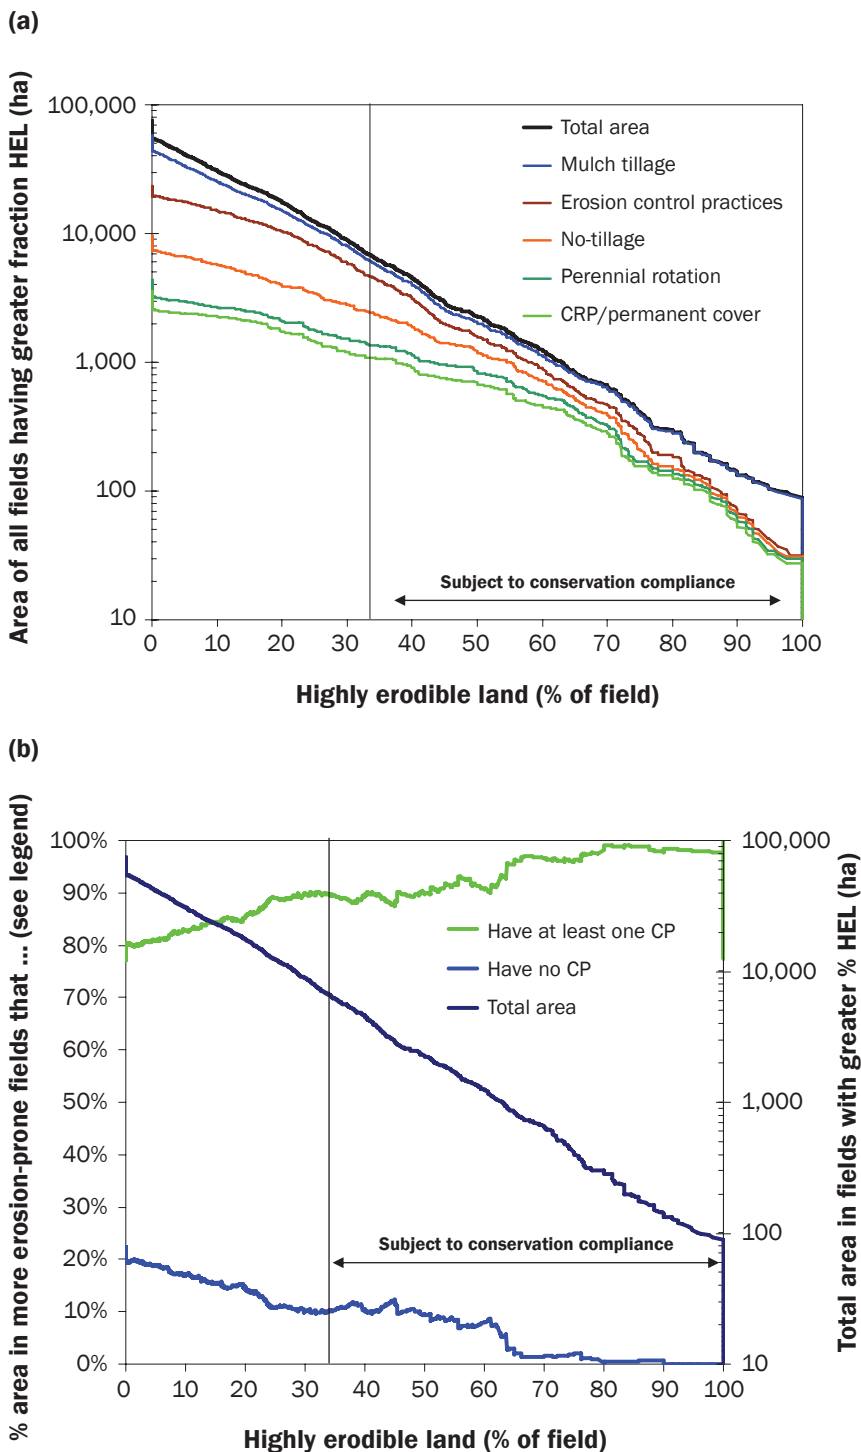 (a)
Area of all fields having greater fraction HEL (ha)
100,000
10,000
1,000
100
10
Total area
Mulch tillage
Erosion control practices
No-tillage
Perennial rotation
CRP/permanent cover
Subject to conservation compliance
0 10 20 30 40 50 60 70 80 90 100
Highly erodible land (% of field)
(b)
% area in more erosion-prone fields that ... (see legend)
100%
90%
80%
70%
60%
50%
40%
30%
20%
10%
0%
Have at least one CP
Have no CP
Total area
Subject to conservation compliance
100,000
10,000
1,000
100
10
Total area in fields with greater % HEL (ha)
0 10 20 30 40 50 60 70 80 90 100
Highly erodible land (% of field)